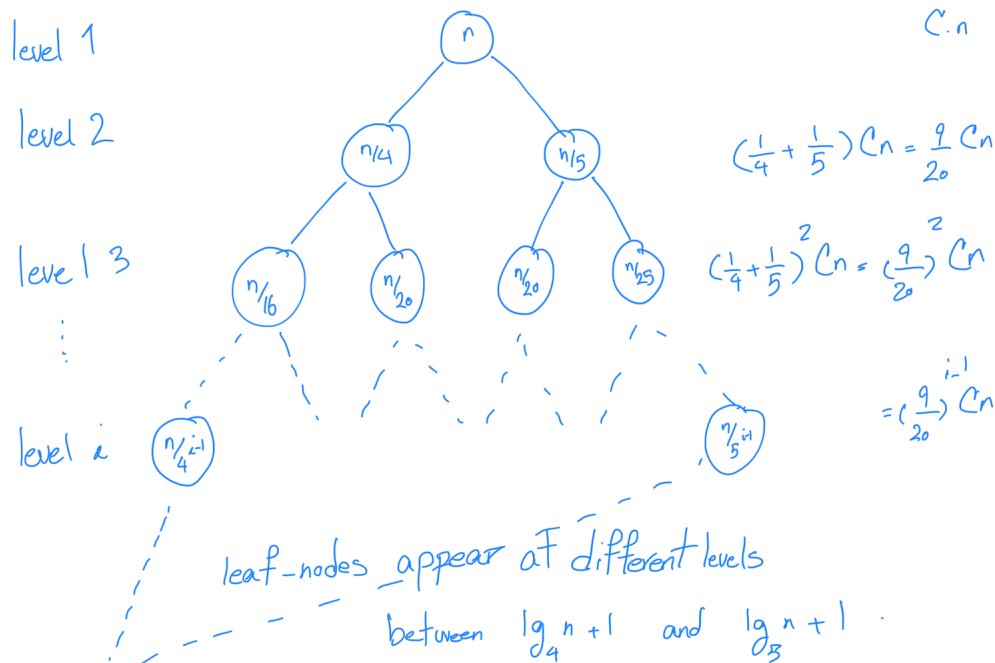 level 1 n C.n
level 2 n/4 n/5 (1/4 + 1/5) Cn = 9/20 Cn
level 3 n/16 n/20 n/20 n/25 (1/4 + 1/5)^2 Cn = (9/20)^2 Cn
level i n/4^i-1 n/5^i-1 = (9/20)^i-1 Cn
leaf-nodes appear at different levels
between lg_4 n + 1 and lg_5 n + 1 .